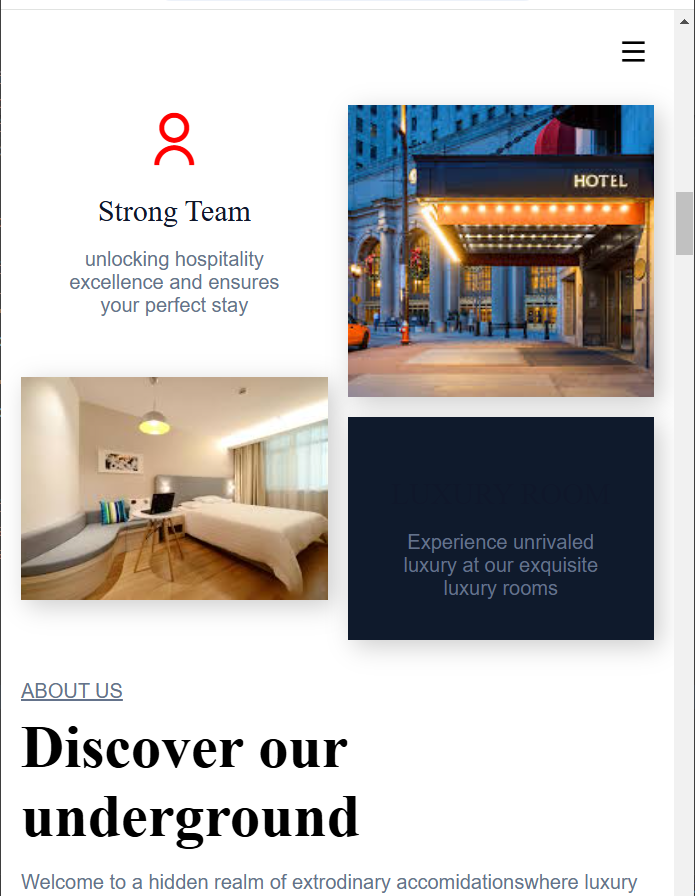 HOTEL
Strong Team
unlocking hospitality
excellence and ensures
your perfect stay
LUXURY ROOM
Experience unrivaled
luxury at our exquisite
luxury rooms
ABOUT US
Discover our
underground
Welcome to a hidden realm of extrodinary accomidationswhere luxury